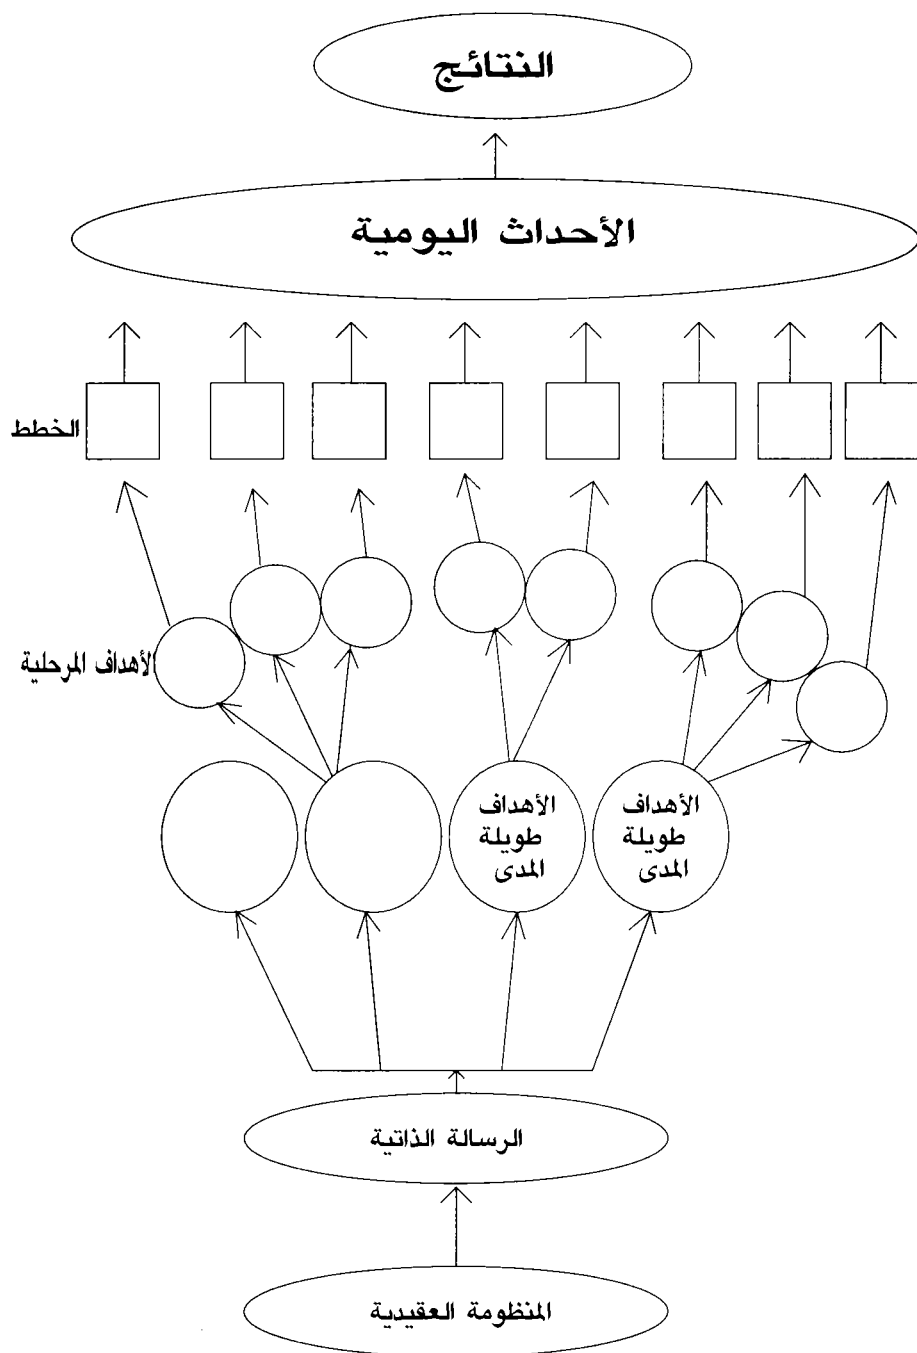 النتائج
الأحداث اليومية
الخطط
الأهداف المرحلية
الأهداف
طويلة
المدى
الأهداف
طويلة
المدى
الرسالة الذاتية
المنظومة العقيدية